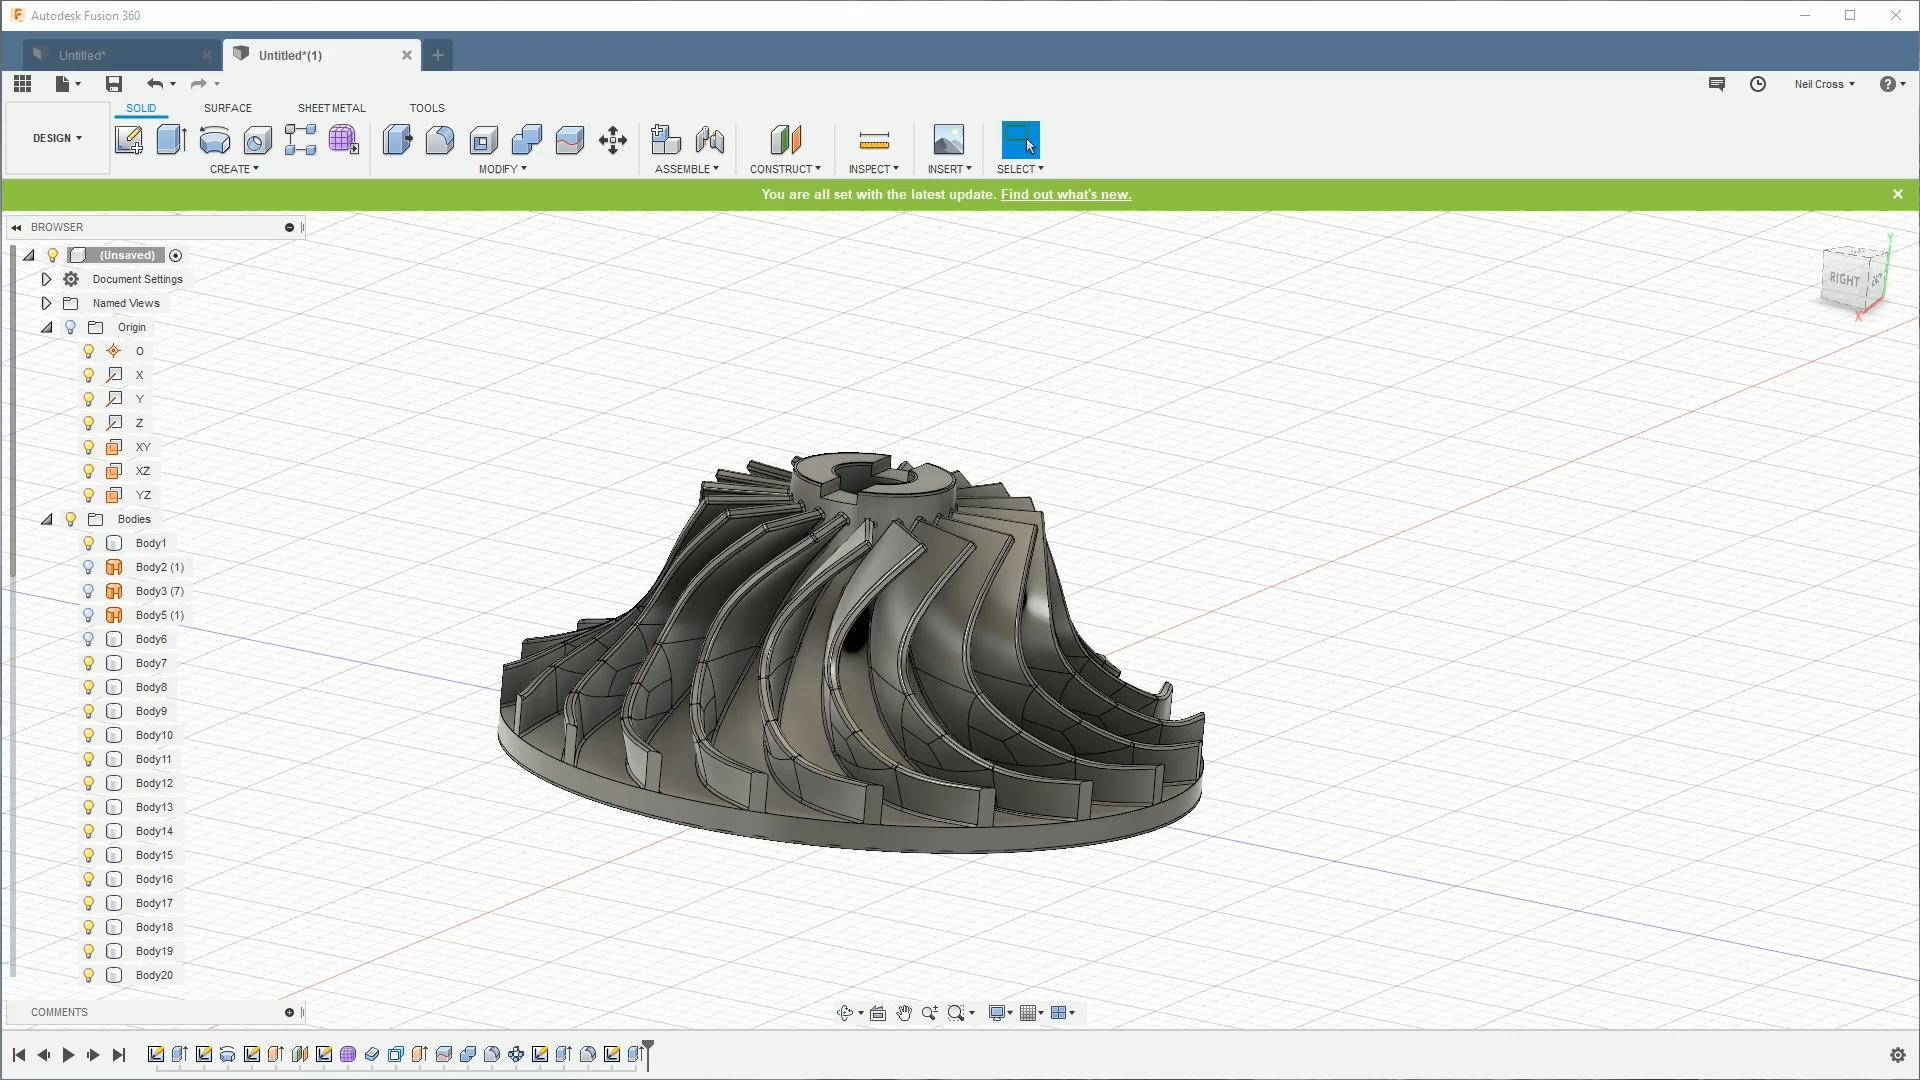 Autodesk Fusion 360
Untitled*
Untitled*(1)
Neil Cross
DESIGN
SOLID
SURFACE
SHEET METAL
TOOLS
CREATE
MODIFY
ASSEMBLE
CONSTRUCT
INSPECT
INSERT
SELECT
You are all set with the latest update. Find out what's new.
BROWSER
(Unsaved)
Document Settings
Named Views
Origin
O
X
Y
Z
XY
XZ
YZ
Bodies
Body1
Body2 (1)
Body3 (7)
Body5 (1)
Body6
Body7
Body8
Body9
Body10
Body11
Body12
Body13
Body14
Body15
Body16
Body17
Body18
Body19
Body20
Y
RIGHT
X
COMMENTS